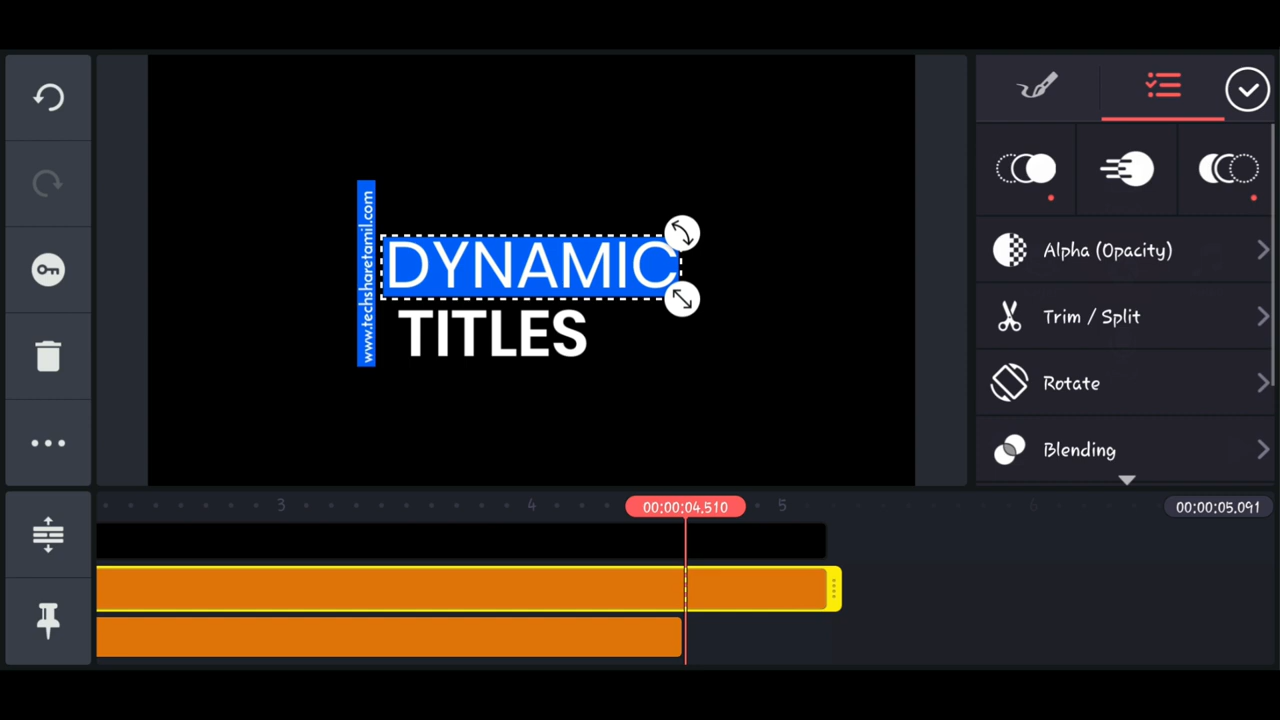 www.techsharetamil.com
DYNAMIC
TITLES
Alpha (Opacity)
Trim / Split
Rotate
Blending
3
4
00:00:04.510
5
6
00:00:05.091